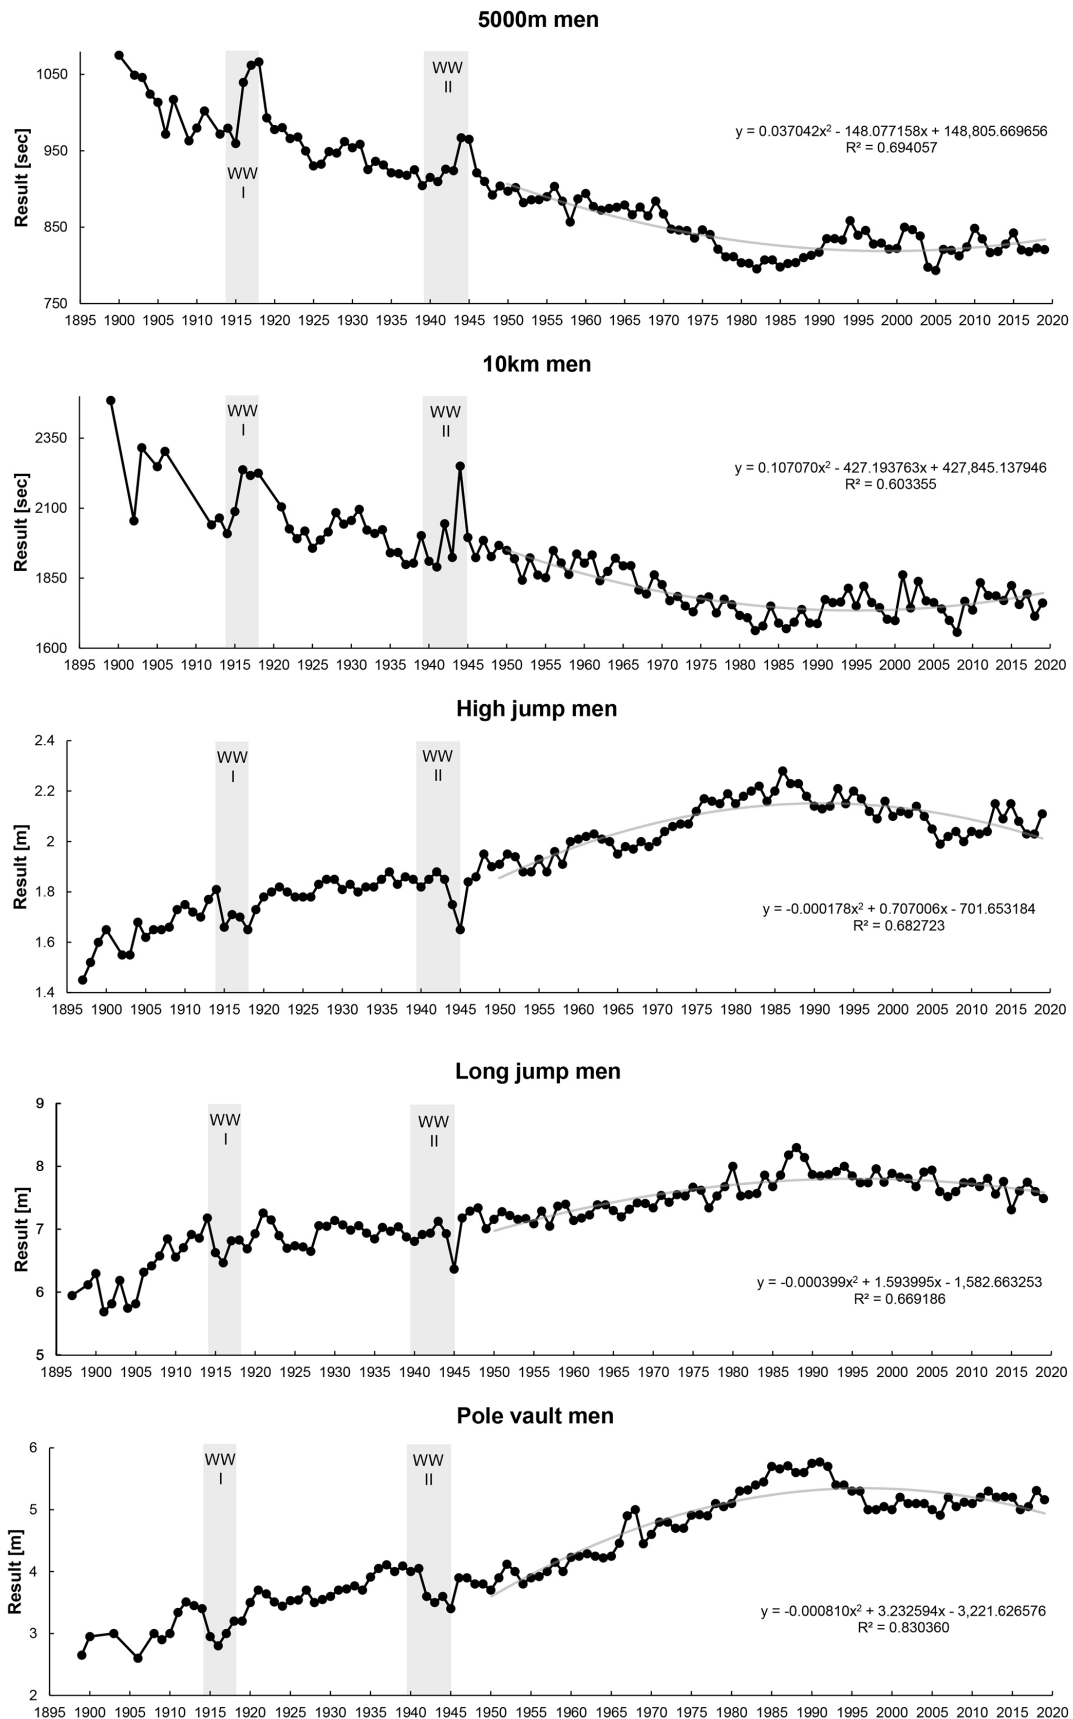 5000m men
1050
950
850
750
Result [sec]
WW
I
WW
II
y = 0.037042x² - 148.077158x + 148,805.669656
R² = 0.694057
1895 1900 1905 1910 1915 1920 1925 1930 1935 1940 1945 1950 1955 1960 1965 1970 1975 1980 1985 1990 1995 2000 2005 2010 2015 2020
10km men
2350
2100
1850
1600
Result [sec]
WW
I
WW
II
y = 0.107070x² - 427.193763x + 427,845.137946
R² = 0.603355
1895 1900 1905 1910 1915 1920 1925 1930 1935 1940 1945 1950 1955 1960 1965 1970 1975 1980 1985 1990 1995 2000 2005 2010 2015 2020
High jump men
2.4
2.2
2
1.8
1.6
1.4
Result [m]
WW
I
WW
II
y = -0.000178x² + 0.707006x - 701.653184
R² = 0.682723
1895 1900 1905 1910 1915 1920 1925 1930 1935 1940 1945 1950 1955 1960 1965 1970 1975 1980 1985 1990 1995 2000 2005 2010 2015 2020
Long jump men
9
8
7
6
5
Result [m]
WW
I
WW
II
y = -0.000399x² + 1.593995x - 1,582.663253
R² = 0.669186
1895 1900 1905 1910 1915 1920 1925 1930 1935 1940 1945 1950 1955 1960 1965 1970 1975 1980 1985 1990 1995 2000 2005 2010 2015 2020
Pole vault men
6
5
4
3
2
Result [m]
WW
I
WW
II
y = -0.000810x² + 3.232594x - 3,221.626576
R² = 0.830360
1895 1900 1905 1910 1915 1920 1925 1930 1935 1940 1945 1950 1955 1960 1965 1970 1975 1980 1985 1990 1995 2000 2005 2010 2015 2020